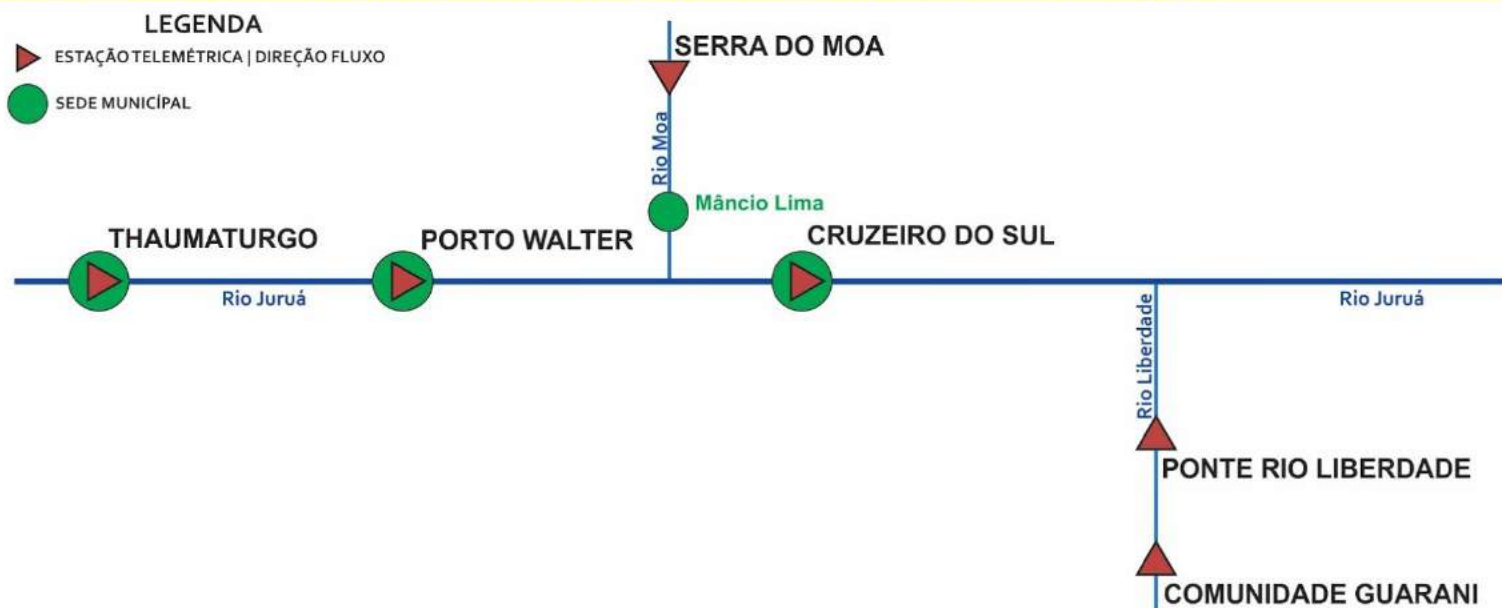 LEGENDA
ESTAÇÃO TELEMÉTRICA | DIREÇÃO FLUXO
SEDE MUNICÍPAL
SERRA DO MOA
Rio Moa
Mâncio Lima
THAUMATURGO
PORTO WALTER
CRUZEIRO DO SUL
Rio Juruá
Rio Juruá
Rio Liberdade
PONTE RIO LIBERDADE
COMUNIDADE GUARANI